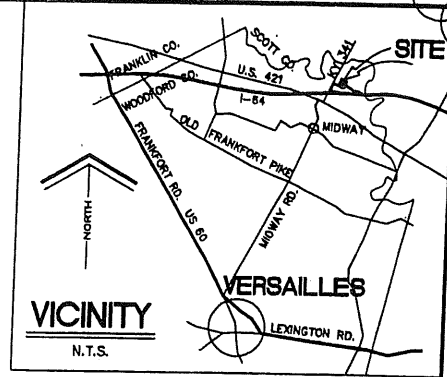 SCOTT CO.
KY 341
SITE
FRANKLIN CO.
WOODFORD CO.
U.S. 421
I-64
MIDWAY
OLD FRANKFORT PIKE
FRANKFORT RD. US 60
MIDWAY RD.
NORTH
VERSAILLES
VICINITY
N.T.S.
LEXINGTON RD.